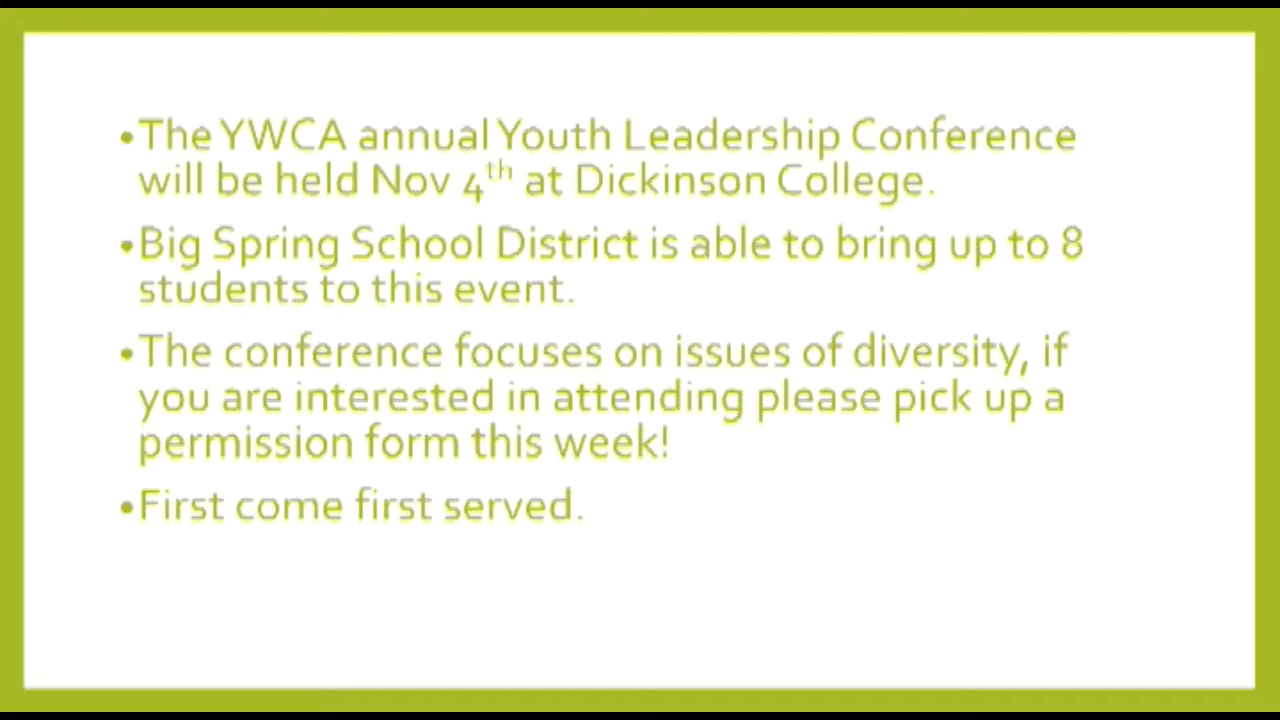 •The YWCA annual Youth Leadership Conference
will be held Nov 4th at Dickinson College.
•Big Spring School District is able to bring up to 8
students to this event.
•The conference focuses on issues of diversity, if
you are interested in attending please pick up a
permission form this week!
•First come first served.